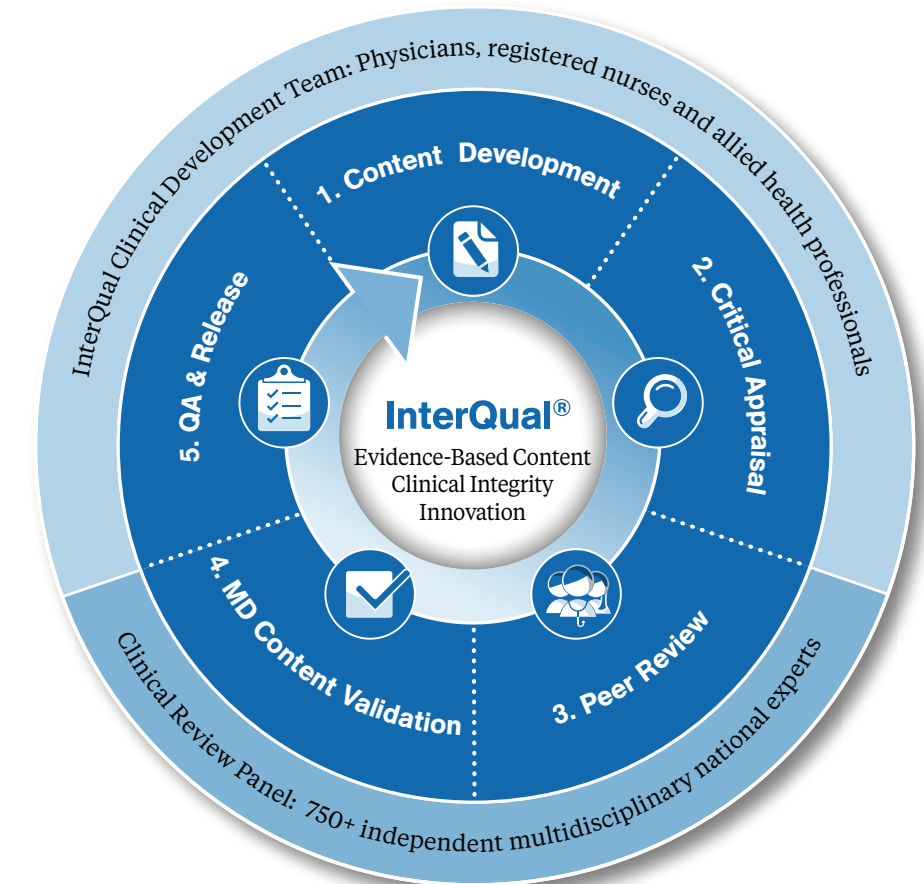 InterQual Clinical Development Team: Physicians, registered nurses and allied health professionals
1. Content Development
2. Critical Appraisal
3. Peer Review
4. MD Content Validation
5. QA & Release
InterQual®
Evidence-Based Content
Clinical Integrity
Innovation
Clinical Review Panel: 750+ independent multidisciplinary national experts